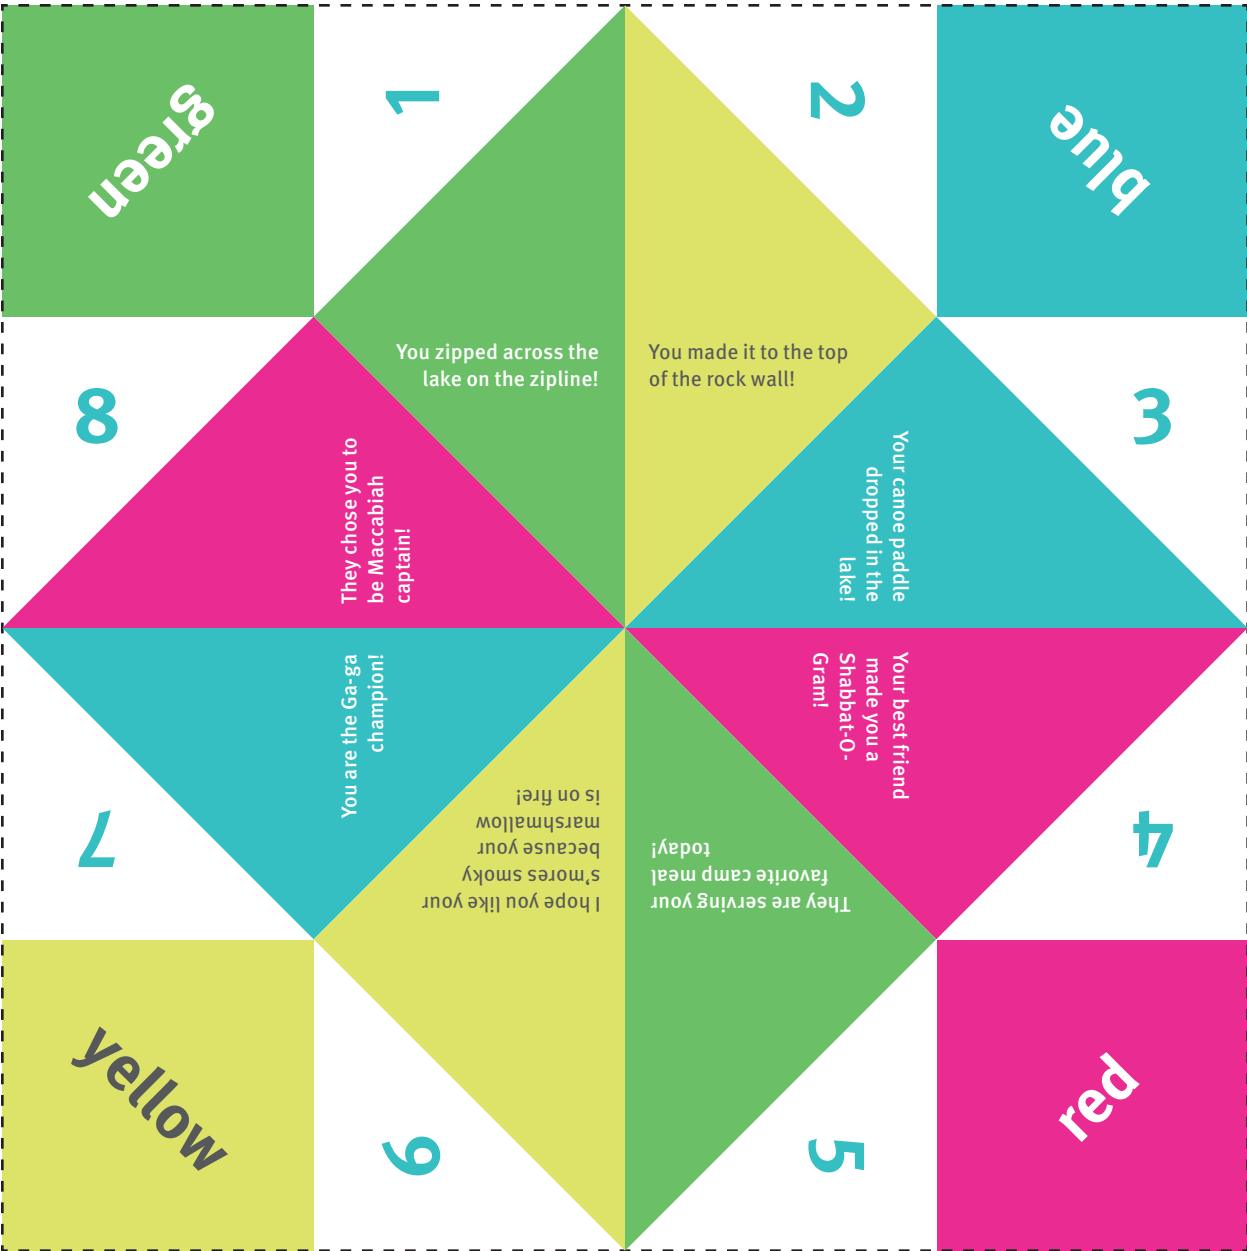 green
1
2
blue
You zipped across the
lake on the zipline!
You made it to the top
of the rock wall!
8
3
They chose you to
be Maccabiah
captain!
Your canoe paddle
dropped in the
lake!
You are the Ga-ga
champion!
Your best friend
made you a
Shabbat-O-
Gram!
7
4
I hope you like your
s’mores smoky
because your
marshmallow
is on fire!
They are serving your
favorite camp meal
today!
yellow
6
5
red